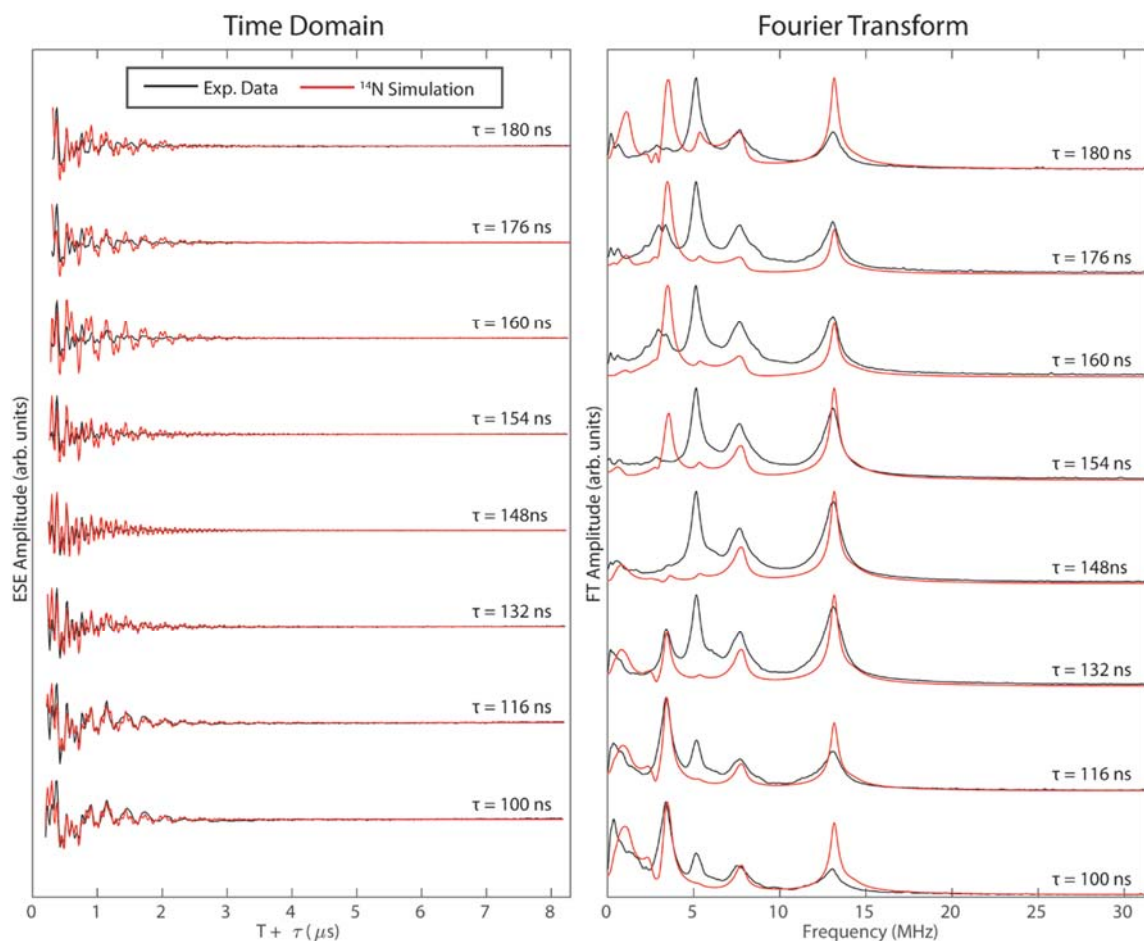 Time Domain
Exp. Data
¹⁴N Simulation
τ = 180 ns
τ = 176 ns
τ = 160 ns
τ = 154 ns
τ = 148ns
τ = 132 ns
τ = 116 ns
τ = 100 ns
ESE Amplitude (arb. units)
0 1 2 3 4 5 6 7 8
T + τ (μs)
Fourier Transform
τ = 180 ns
τ = 176 ns
τ = 160 ns
τ = 154 ns
τ = 148ns
τ = 132 ns
τ = 116 ns
τ = 100 ns
FT Amplitude (arb. units)
0 5 10 15 20 25 30
Frequency (MHz)